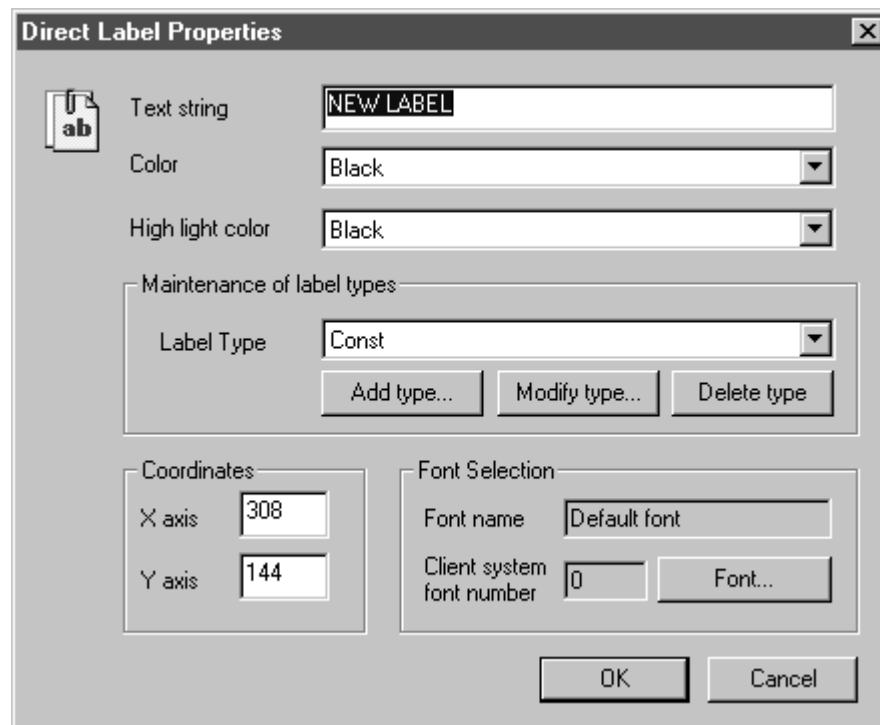 Direct Label Properties
ab
Text string NEW LABEL
Color Black
High light color Black
Maintenance of label types
Label Type Const
Add type... Modify type... Delete type
Coordinates
X axis 308
Y axis 144
Font Selection
Font name Default font
Client system
font number 0 Font...
OK Cancel